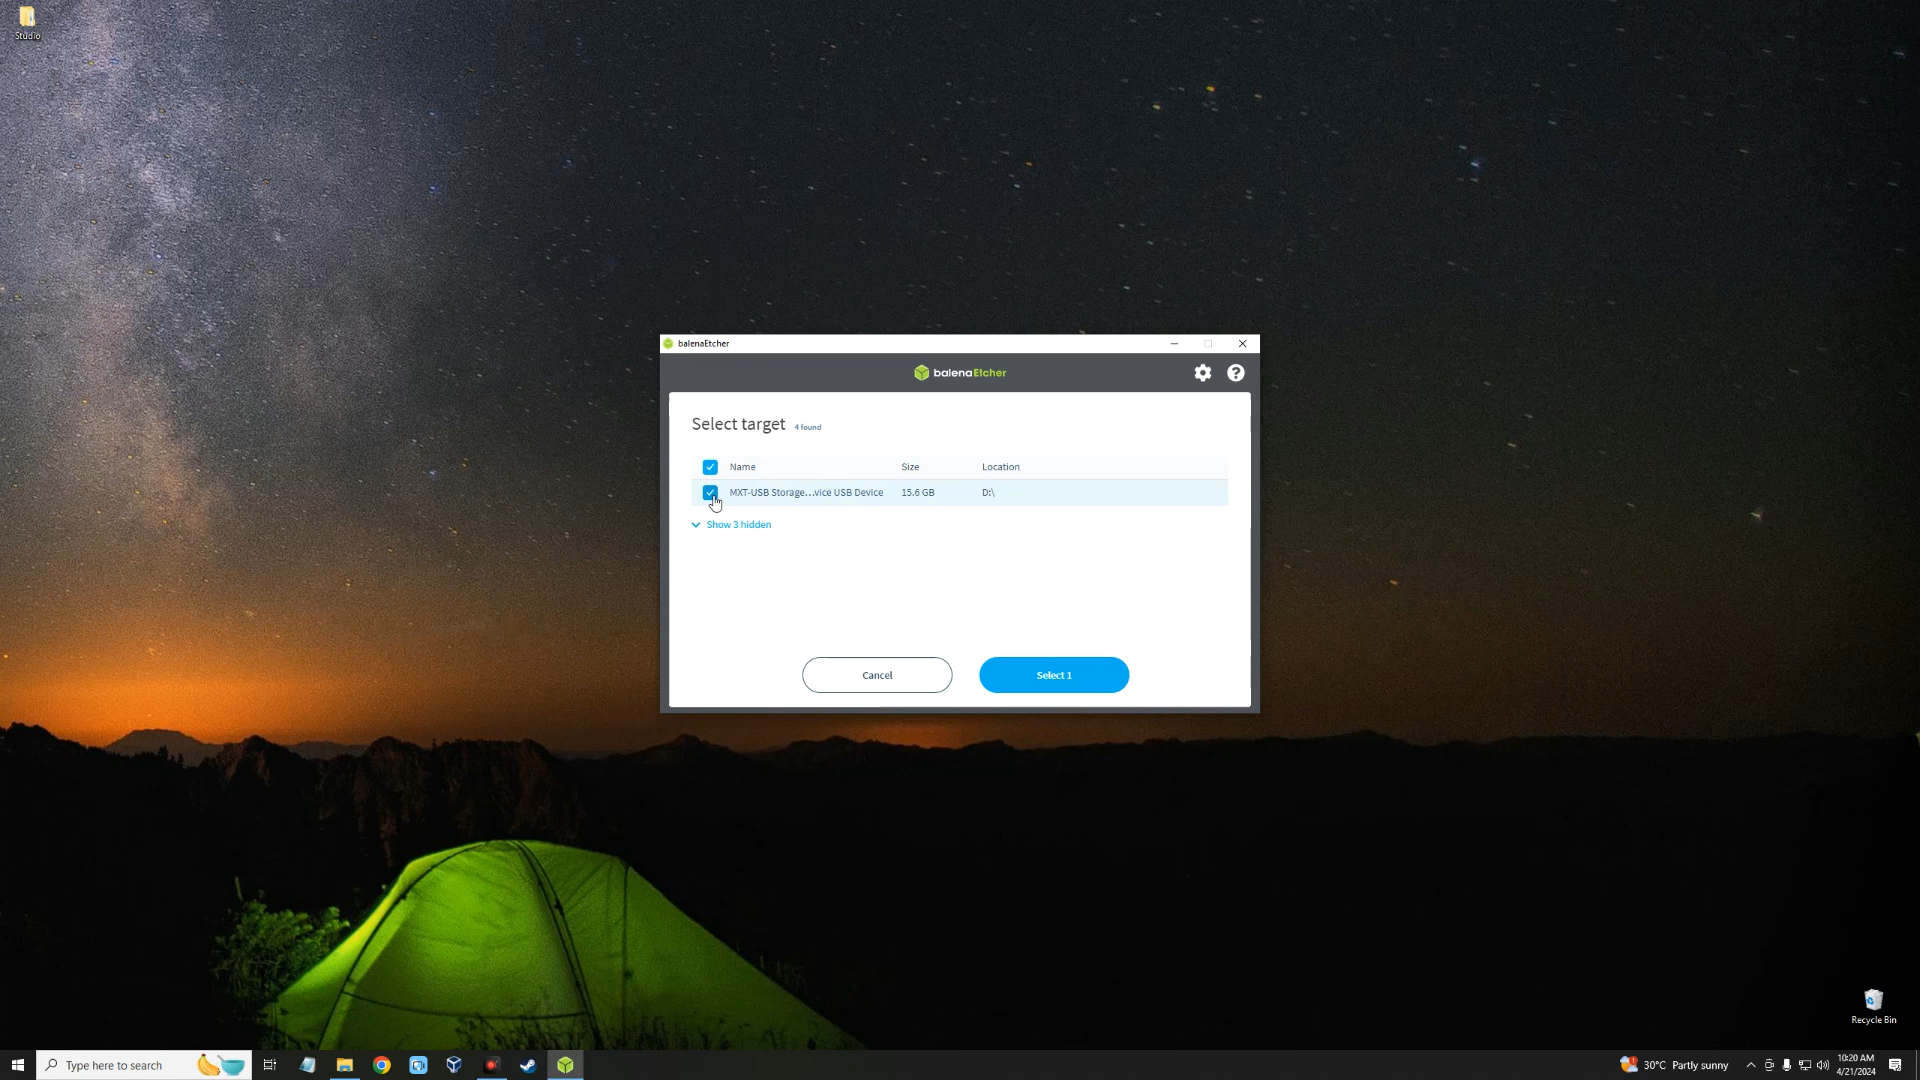 Studio
balenaEtcher
balenaEtcher
Select target 4 found
Name Size Location
MXT-USB Storage...vice USB Device 15.6 GB D:\
Show 3 hidden
Cancel Select 1
Recycle Bin
Type here to search
30°C Partly sunny
10:20 AM
4/21/2024